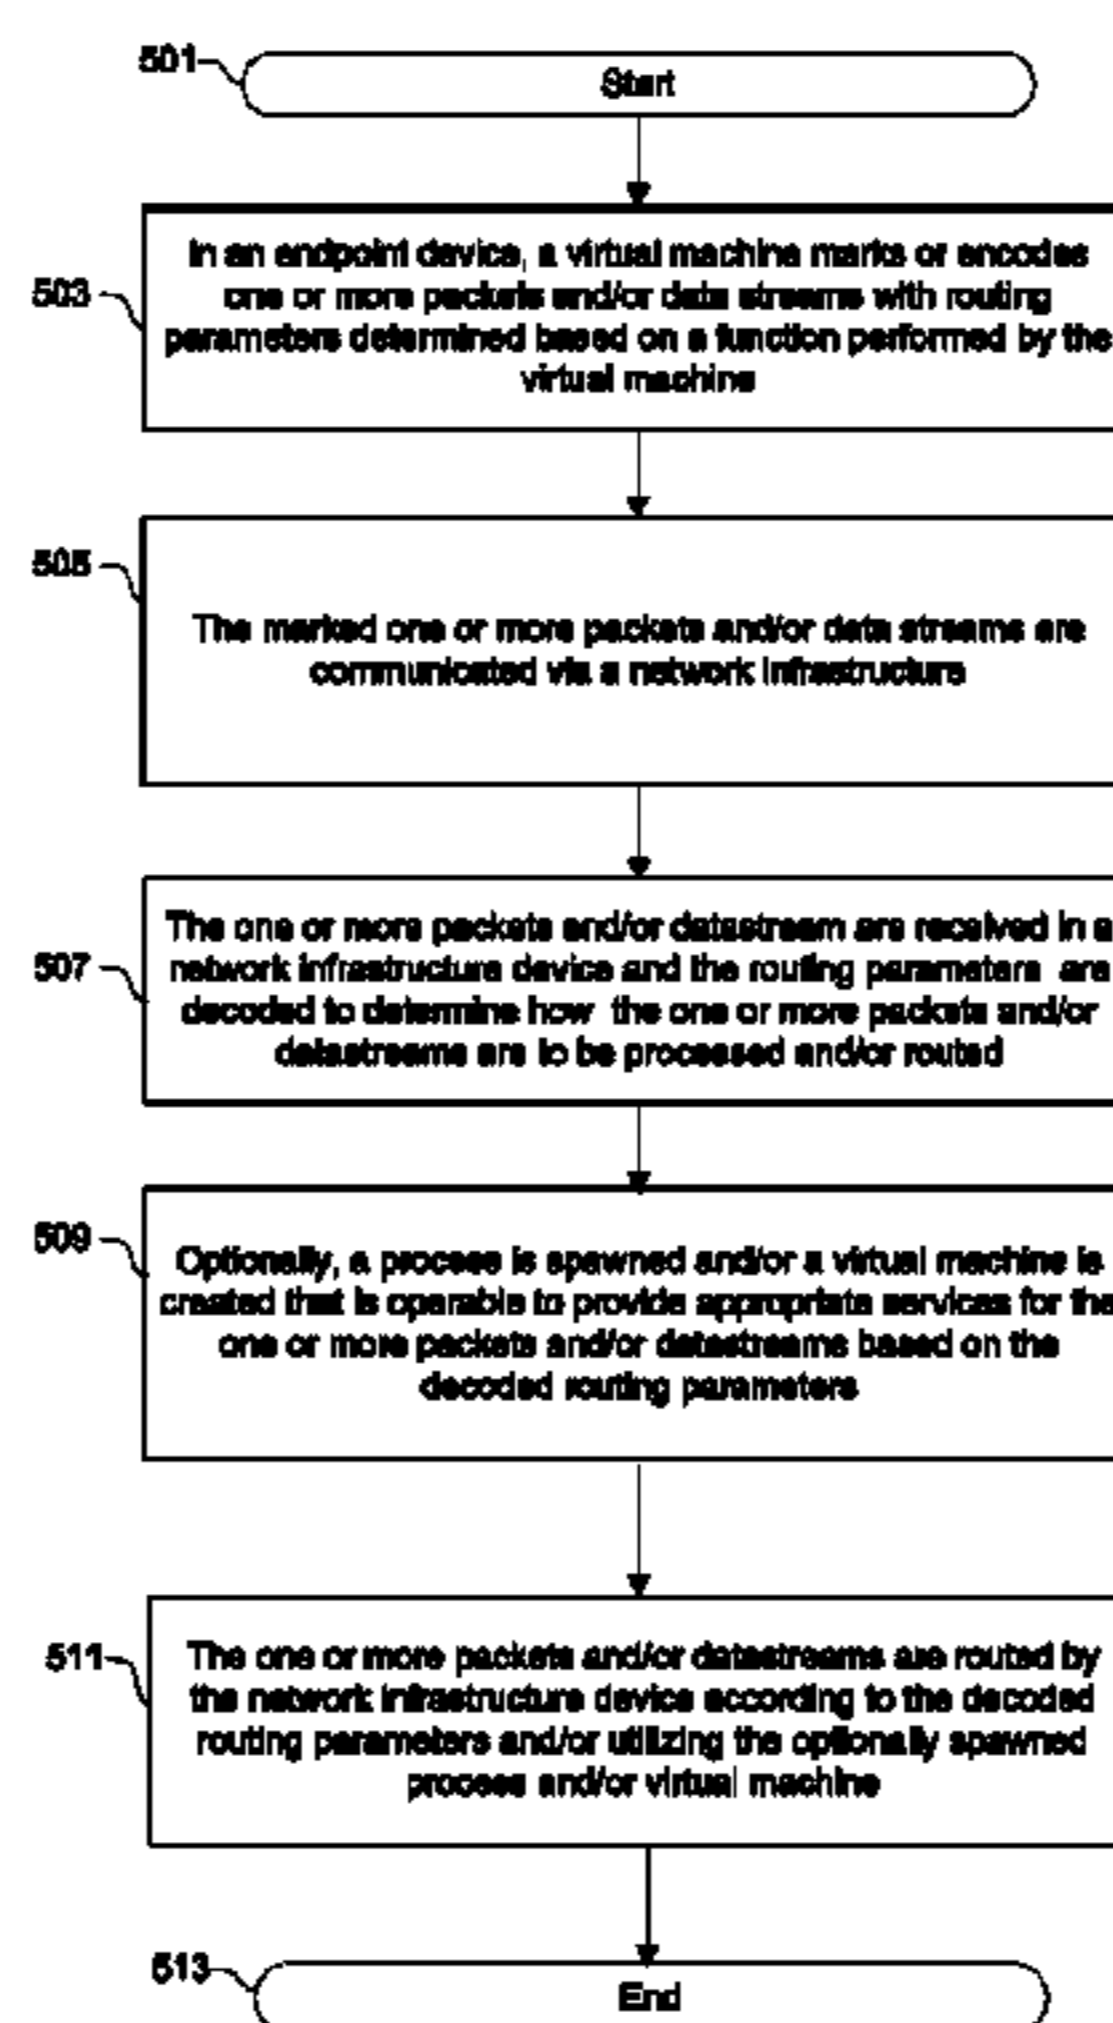 501
Start
503
In an endpoint device, a virtual machine marks or encodes
one or more packets and/or data streams with routing
parameters determined based on a function performed by the
virtual machine
505
The marked one or more packets and/or data streams are
communicated via a network infrastructure
507
The one or more packets and/or datastream are received in a
network infrastructure device and the routing parameters are
decoded to determine how the one or more packets and/or
datastreams are to be processed and/or routed
509
Optionally, a process is spawned and/or a virtual machine is
created that is operable to provide appropriate services for the
one or more packets and/or datastreams based on the
decoded routing parameters
511
The one or more packets and/or datastreams are routed by
the network infrastructure device according to the decoded
routing parameters and/or utilizing the optionally spawned
process and/or virtual machine
513
End